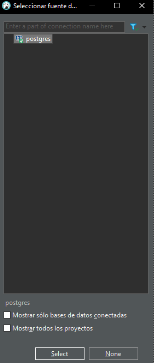 Seleccionar fuente d...
Enter a part of connection name here
postgres
postgres
Mostrar sólo bases de datos conectadas
Mostrar todos los proyectos
Select
None